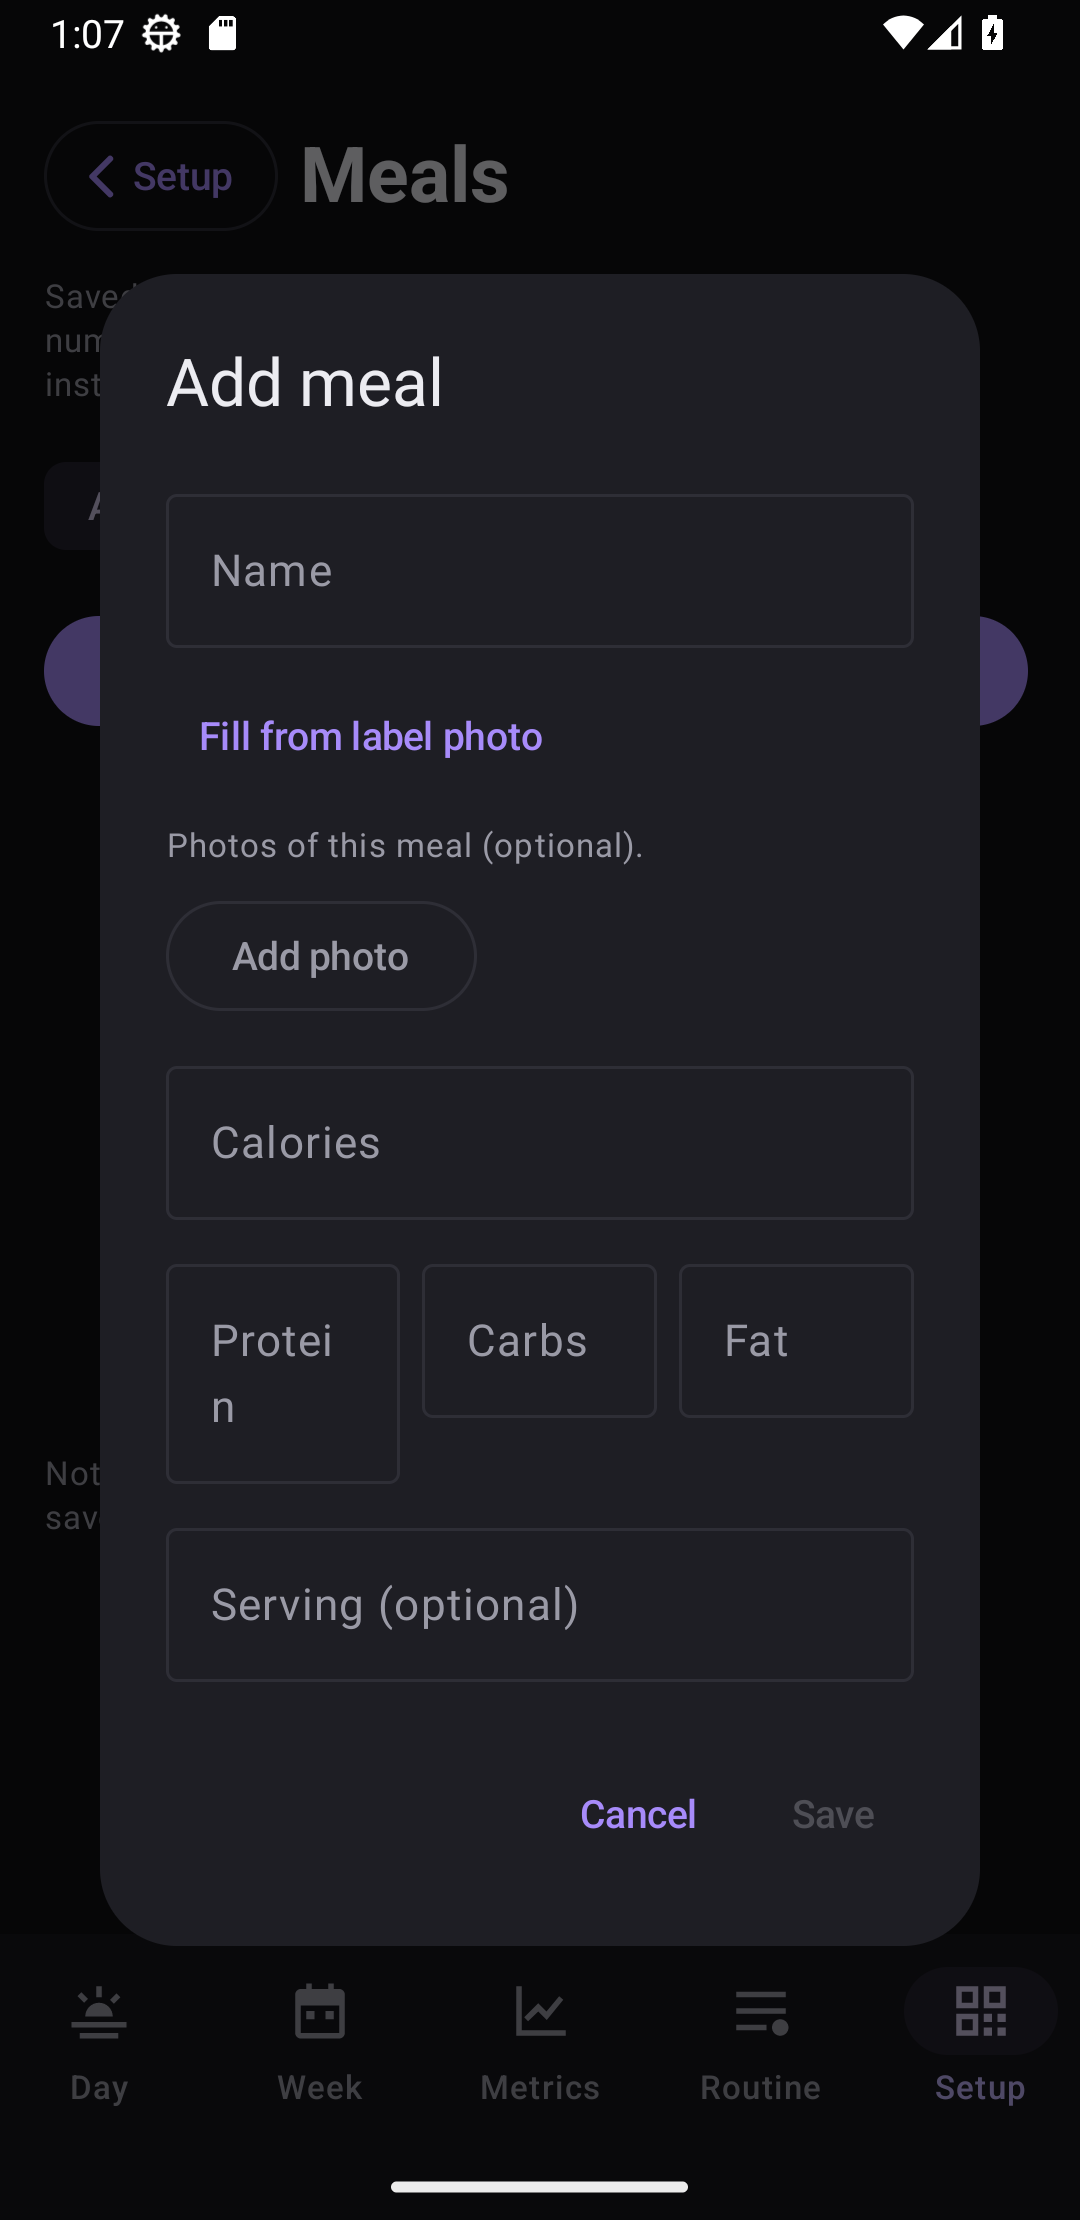 1:07
Setup
Meals
Add meal
Name
Fill from label photo
Photos of this meal (optional).
Add photo
Calories
Protei
n
Carbs
Fat
Serving (optional)
Cancel
Save
Day
Week
Metrics
Routine
Setup